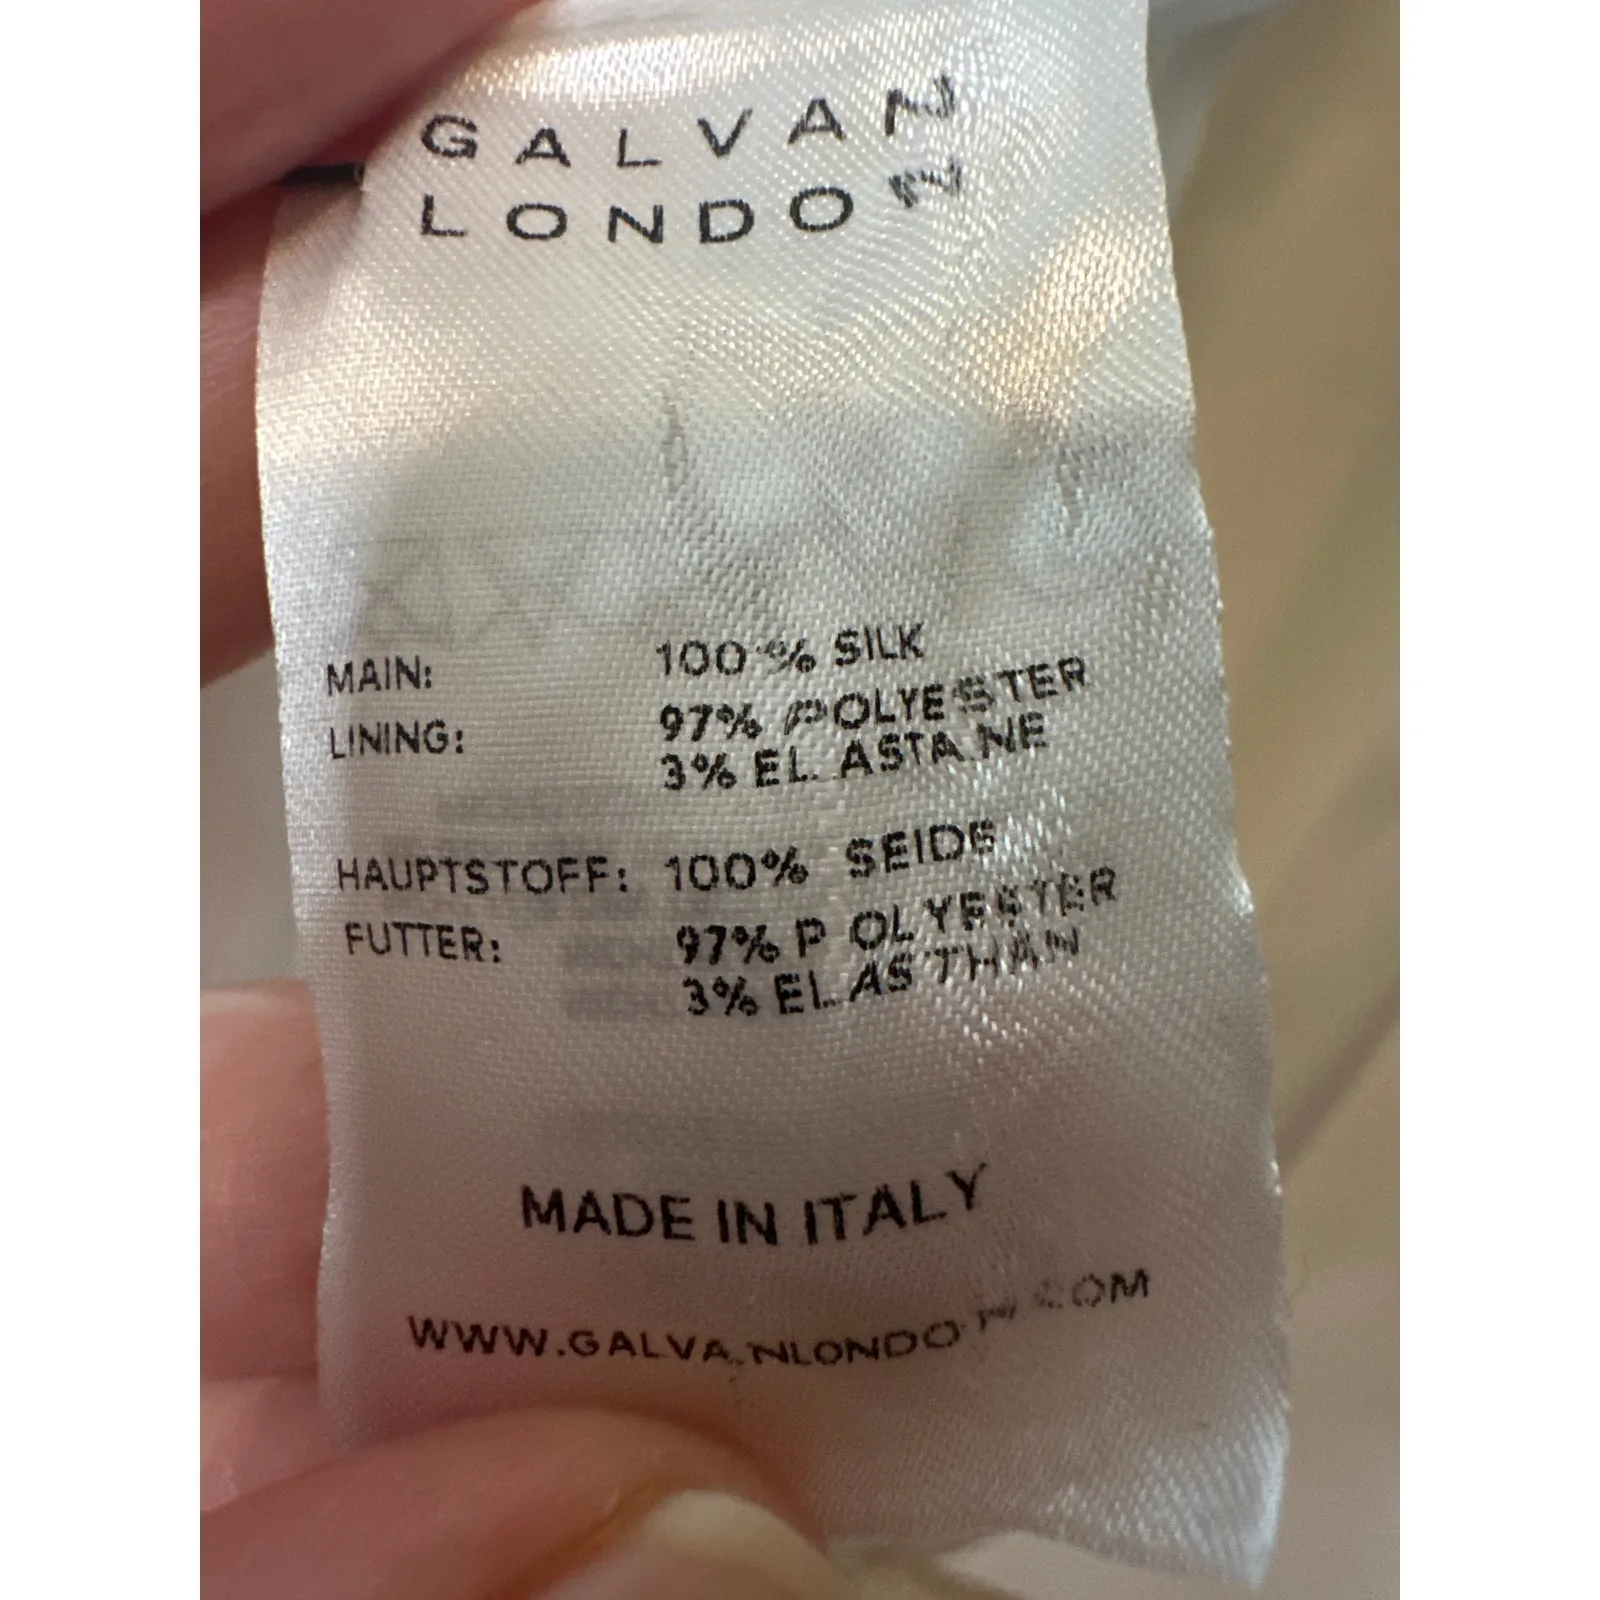 GALVAN
LONDON
MAIN: 100% SILK
LINING: 97% POLYESTER
3% ELASTANE
HAUPTSTOFF: 100% SEIDE
FUTTER: 97% POLYESTER
3% ELASTHAN
MADE IN ITALY
WWW.GALVANLONDON.COM